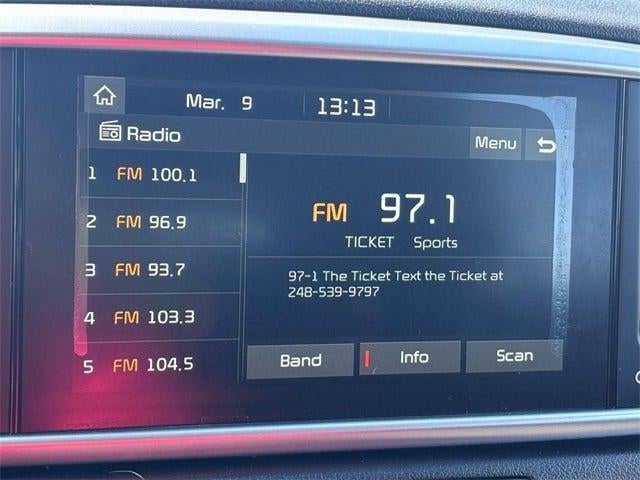 Mar. 9 13:13
Radio Menu
1 FM 100.1
2 FM 96.9
3 FM 93.7
4 FM 103.3
5 FM 104.5
FM 97.1
TICKET Sports
97-1 The Ticket Text the Ticket at
248-539-9797
Band Info Scan